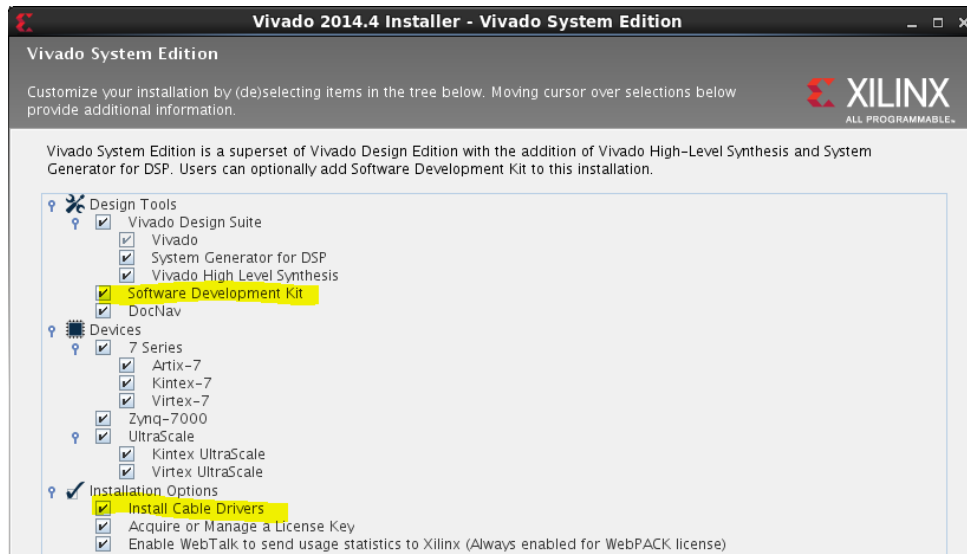 Vivado 2014.4 Installer - Vivado System Edition
Vivado System Edition
Customize your installation by (de)selecting items in the tree below. Moving cursor over selections below
provide additional information.
XILINX
ALL PROGRAMMABLE™
Vivado System Edition is a superset of Vivado Design Edition with the addition of Vivado High-Level Synthesis and System
Generator for DSP. Users can optionally add Software Development Kit to this installation.
Design Tools
Vivado Design Suite
Vivado
System Generator for DSP
Vivado High Level Synthesis
Software Development Kit
DocNav
Devices
7 Series
Artix-7
Kintex-7
Virtex-7
Zynq-7000
UltraScale
Kintex UltraScale
Virtex UltraScale
Installation Options
Install Cable Drivers
Acquire or Manage a License Key
Enable WebTalk to send usage statistics to Xilinx (Always enabled for WebPACK license)